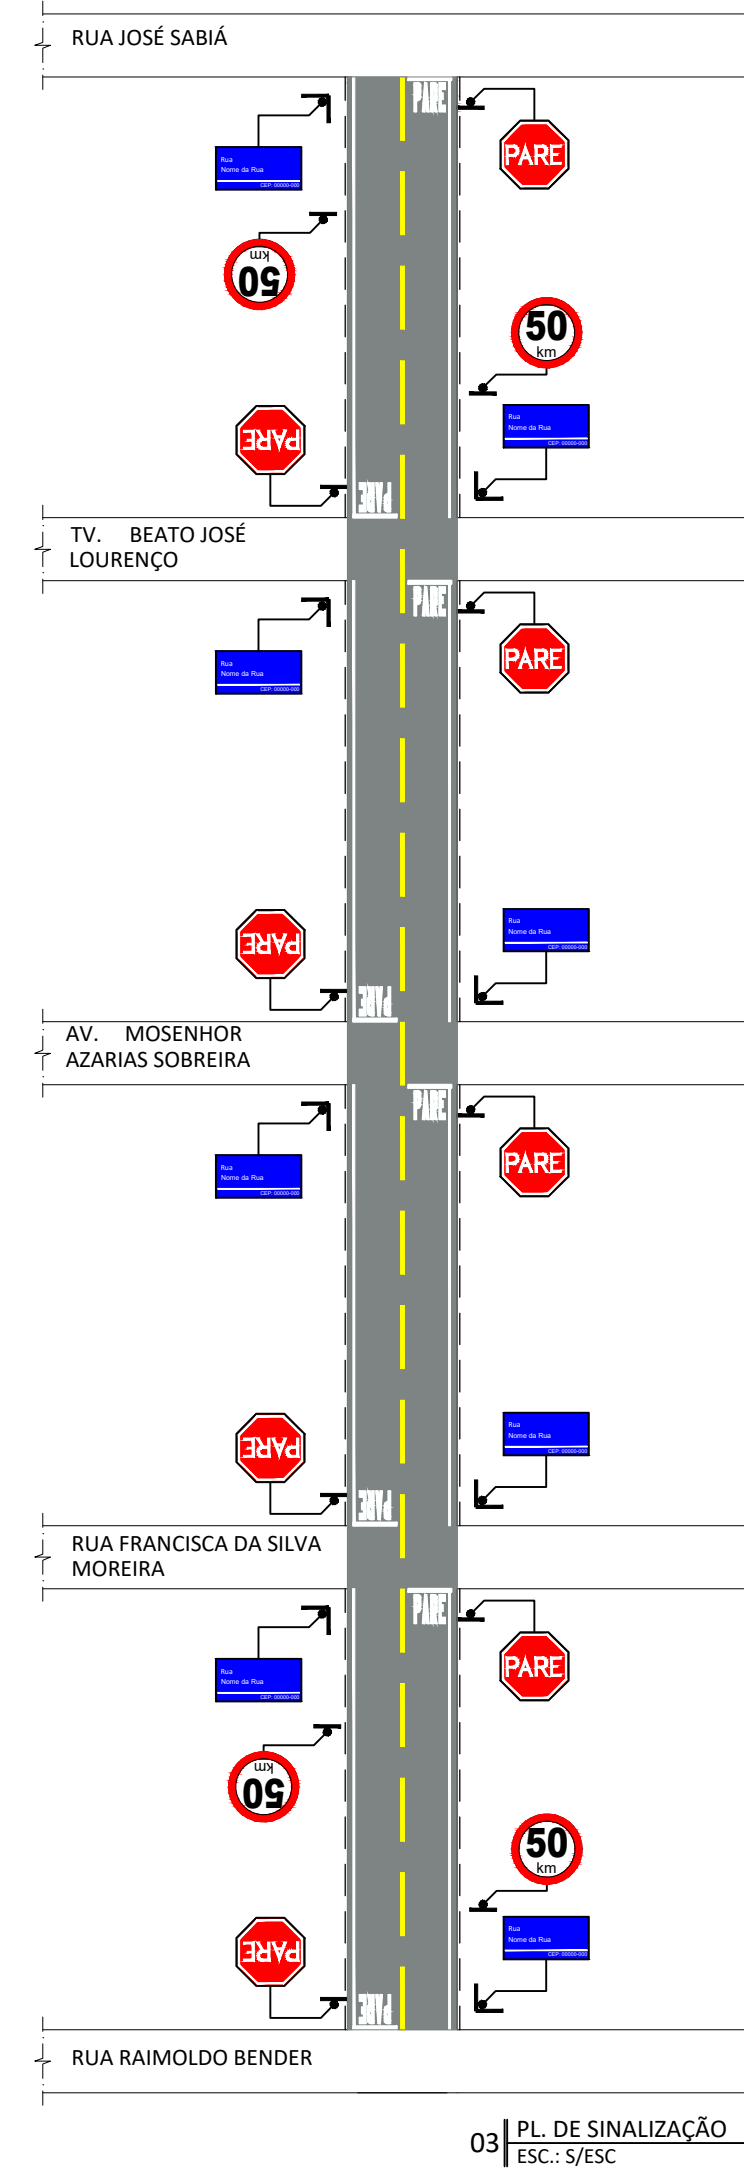 RUA JOSÉ SABIÁ
PARE
PARE
Rua
Nome da Rua
CEP: 00000-000
50
km
50
km
Rua
Nome da Rua
CEP: 00000-000
PARE
PARE
TV. BEATO JOSÉ
LOURENÇO
PARE
PARE
Rua
Nome da Rua
CEP: 00000-000
Rua
Nome da Rua
CEP: 00000-000
PARE
PARE
AV. MOSENHOR
AZARIAS SOBREIRA
PARE
PARE
Rua
Nome da Rua
CEP: 00000-000
Rua
Nome da Rua
CEP: 00000-000
PARE
PARE
RUA FRANCISCA DA SILVA
MOREIRA
PARE
PARE
Rua
Nome da Rua
CEP: 00000-000
50
km
50
km
Rua
Nome da Rua
CEP: 00000-000
PARE
PARE
RUA RAIMOLDO BENDER
03 PL. DE SINALIZAÇÃO
ESC.: S/ESC